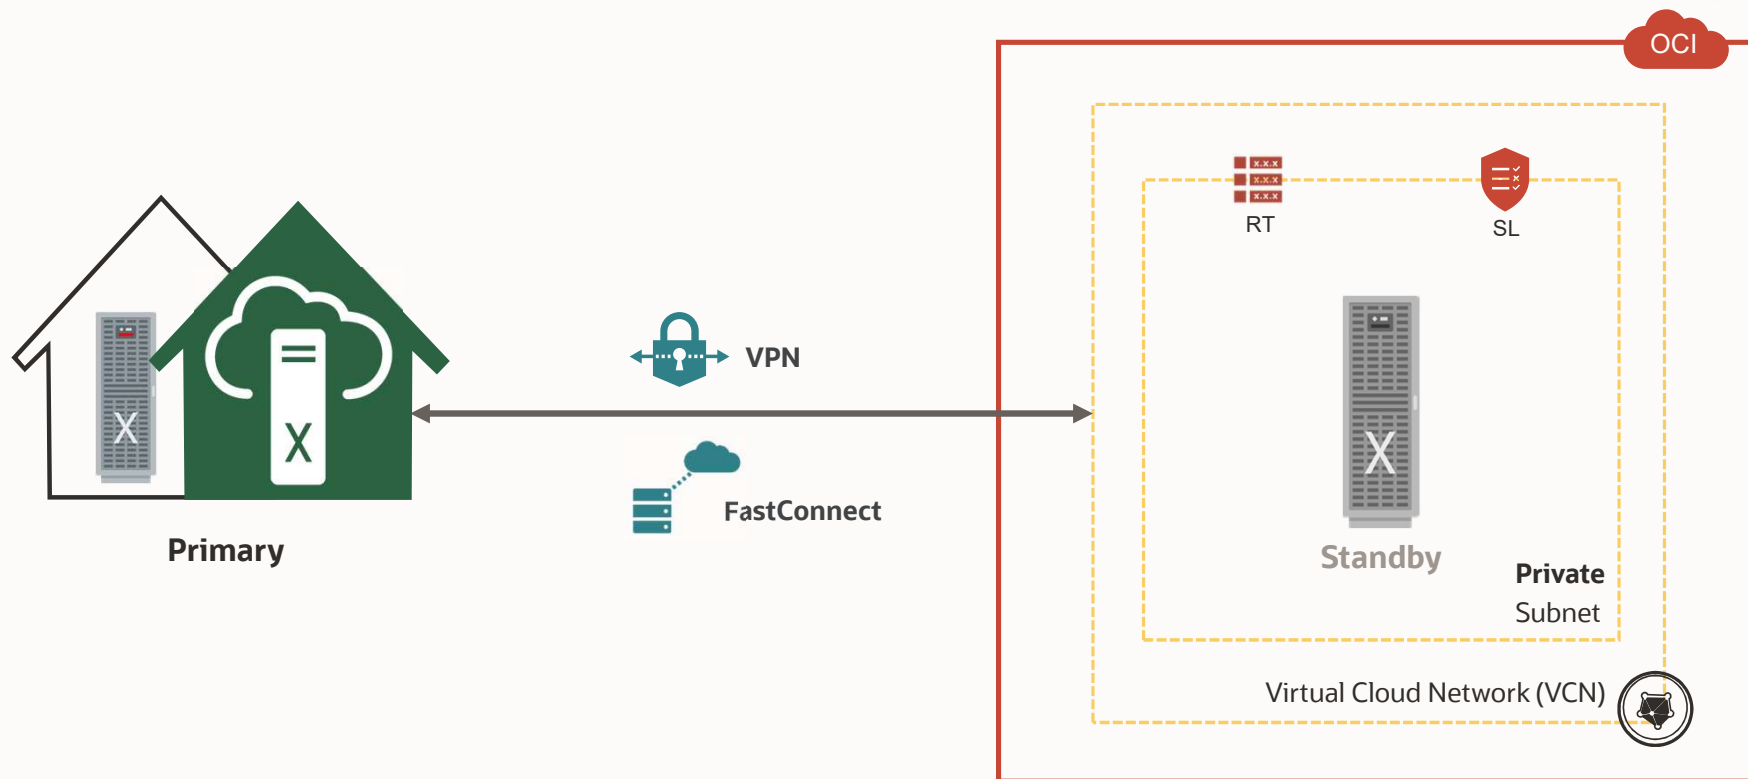 OCI
x.x.x
x.x.x
x.x.x
RT
SL
X
X
VPN
FastConnect
X
Primary
Standby
Private
Subnet
Virtual Cloud Network (VCN)